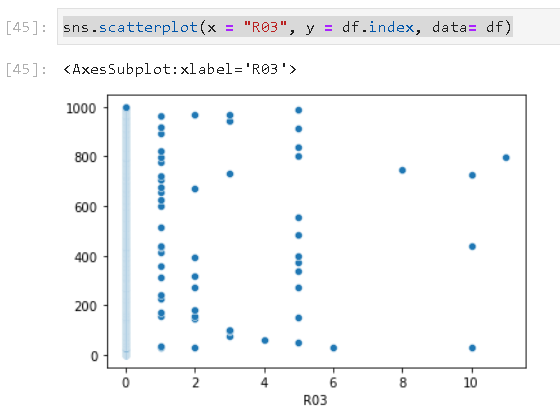 [45]: sns.scatterplot(x = "R03", y = df.index, data= df)
[45]: <AxesSubplot:xlabel='R03'>
1000
800
600
400
200
0
0 2 4 6 8 10
R03